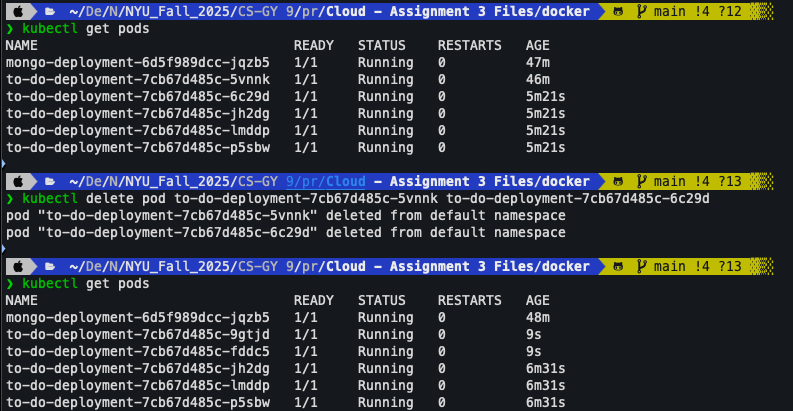 ~/De/N/NYU_Fall_2025/CS-GY 9/pr/Cloud – Assignment 3 Files/docker main !4 ?12
❯ kubectl get pods
NAME READY STATUS RESTARTS AGE
mongo-deployment-6d5f989dcc-jqzb5 1/1 Running 0 47m
to-do-deployment-7cb67d485c-5vnnk 1/1 Running 0 46m
to-do-deployment-7cb67d485c-6c29d 1/1 Running 0 5m21s
to-do-deployment-7cb67d485c-jh2dg 1/1 Running 0 5m21s
to-do-deployment-7cb67d485c-lmddp 1/1 Running 0 5m21s
to-do-deployment-7cb67d485c-p5sbw 1/1 Running 0 5m21s
~/De/N/NYU_Fall_2025/CS-GY 9/pr/Cloud – Assignment 3 Files/docker main !4 ?13
❯ kubectl delete pod to-do-deployment-7cb67d485c-5vnnk to-do-deployment-7cb67d485c-6c29d
pod "to-do-deployment-7cb67d485c-5vnnk" deleted from default namespace
pod "to-do-deployment-7cb67d485c-6c29d" deleted from default namespace
~/De/N/NYU_Fall_2025/CS-GY 9/pr/Cloud – Assignment 3 Files/docker main !4 ?13
❯ kubectl get pods
NAME READY STATUS RESTARTS AGE
mongo-deployment-6d5f989dcc-jqzb5 1/1 Running 0 48m
to-do-deployment-7cb67d485c-9gtjd 1/1 Running 0 9s
to-do-deployment-7cb67d485c-fddc5 1/1 Running 0 9s
to-do-deployment-7cb67d485c-jh2dg 1/1 Running 0 6m31s
to-do-deployment-7cb67d485c-lmddp 1/1 Running 0 6m31s
to-do-deployment-7cb67d485c-p5sbw 1/1 Running 0 6m31s